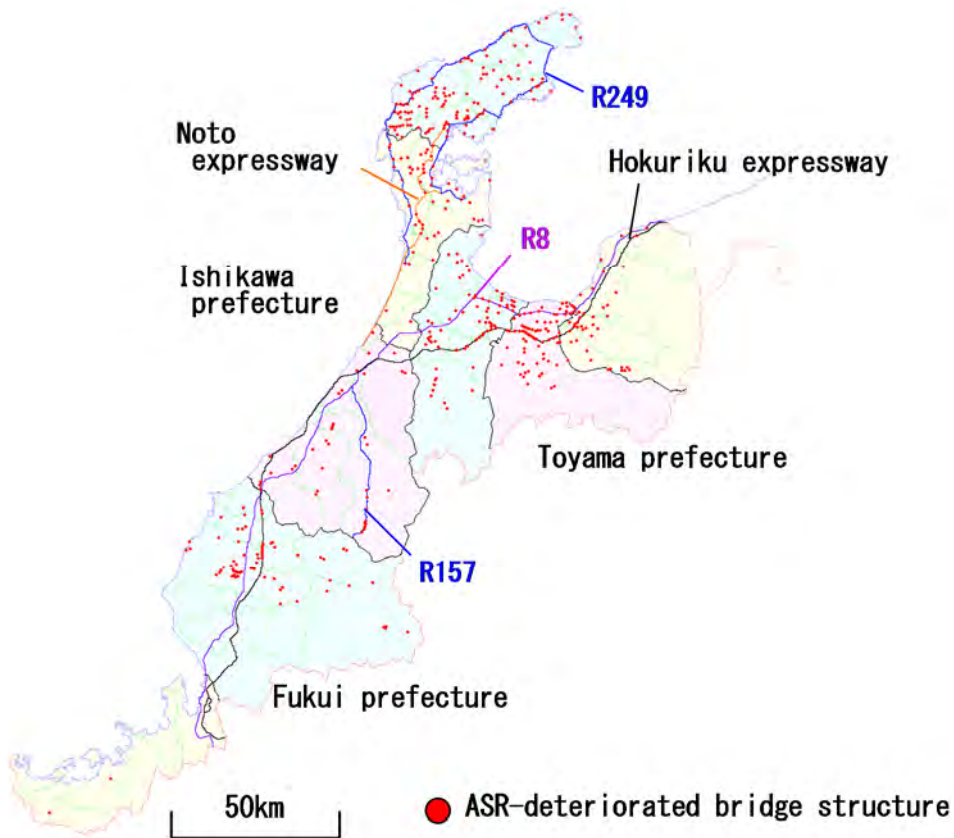 R249
Noto
expressway
Hokuriku expressway
R8
Ishikawa
prefecture
Toyama prefecture
R157
Fukui prefecture
50km
ASR-deteriorated bridge structure